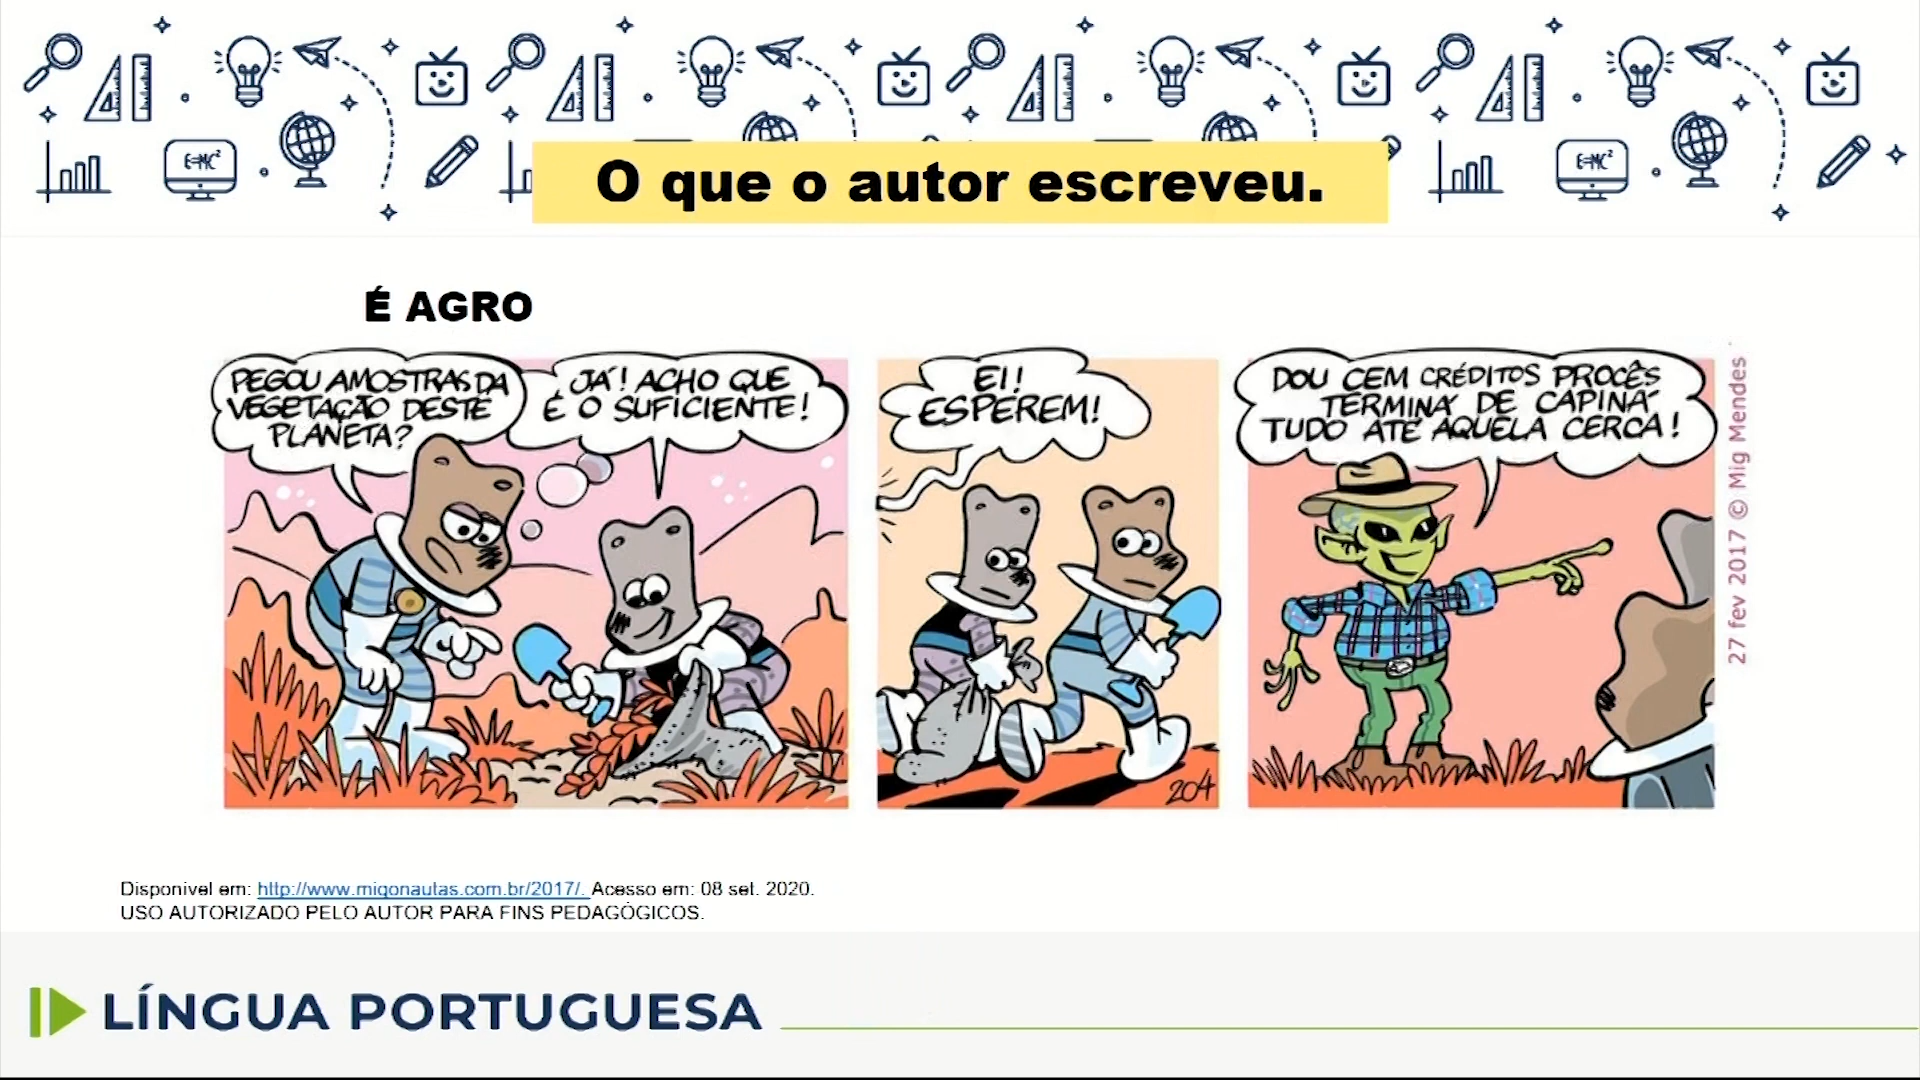 E=MC²
E=MC²
O que o autor escreveu.
É AGRO
PEGOU AMOSTRAS DA
VEGETAÇÃO DESTE
PLANETA?
JÁ! ACHO QUE
É O SUFICIENTE!
EI!
ESPEREM!
204
DOU CEM CRÉDITOS PROCÊS
TERMINÁ DE CAPINÁ
TUDO ATÉ AQUELA CERCA!
27 fev 2017 © Mig Mendes
Disponível em: http://www.migonautas.com.br/2017/. Acesso em: 08 set. 2020.
USO AUTORIZADO PELO AUTOR PARA FINS PEDAGÓGICOS.
LÍNGUA PORTUGUESA